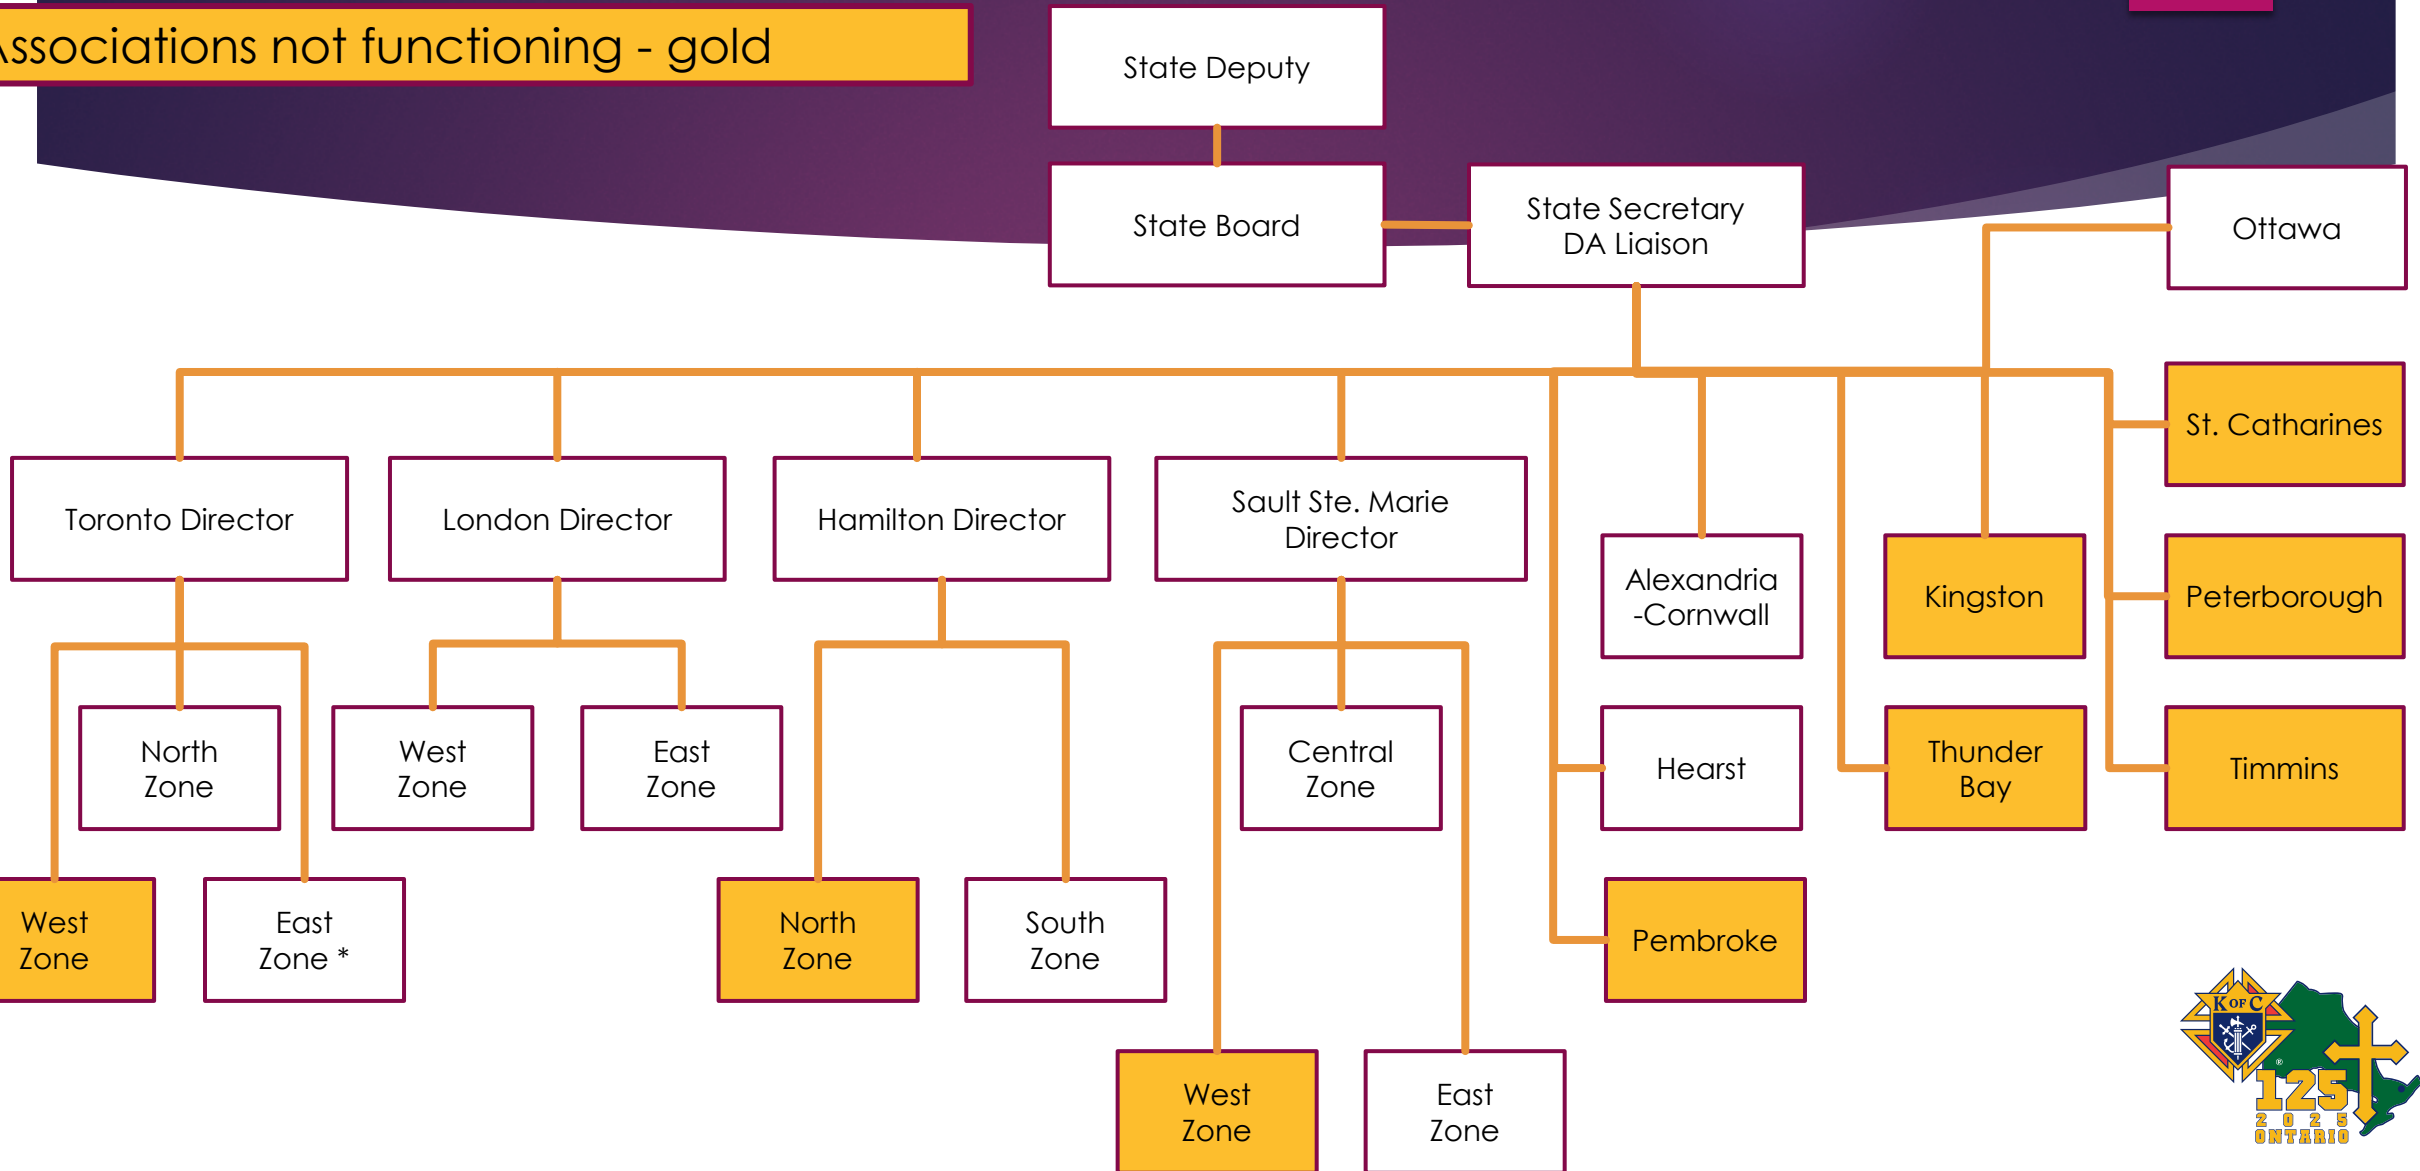 Associations not functioning - gold
State Deputy
State Board
State Secretary
DA Liaison
Ottawa
St. Catharines
Toronto Director
London Director
Hamilton Director
Sault Ste. Marie
Director
Alexandria
-Cornwall
Kingston
Peterborough
North
Zone
West
Zone
East
Zone
Central
Zone
Hearst
Thunder
Bay
Timmins
West
Zone
East
Zone *
North
Zone
South
Zone
Pembroke
West
Zone
East
Zone
K OF C
®
125
2025
ONTARIO